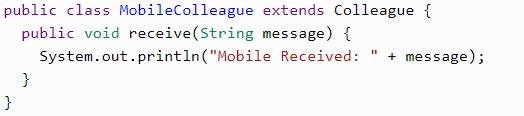 public class MobileColleague extends Colleague {
  public void receive(String message) {
    System.out.println("Mobile Received: " + message);
  }
}